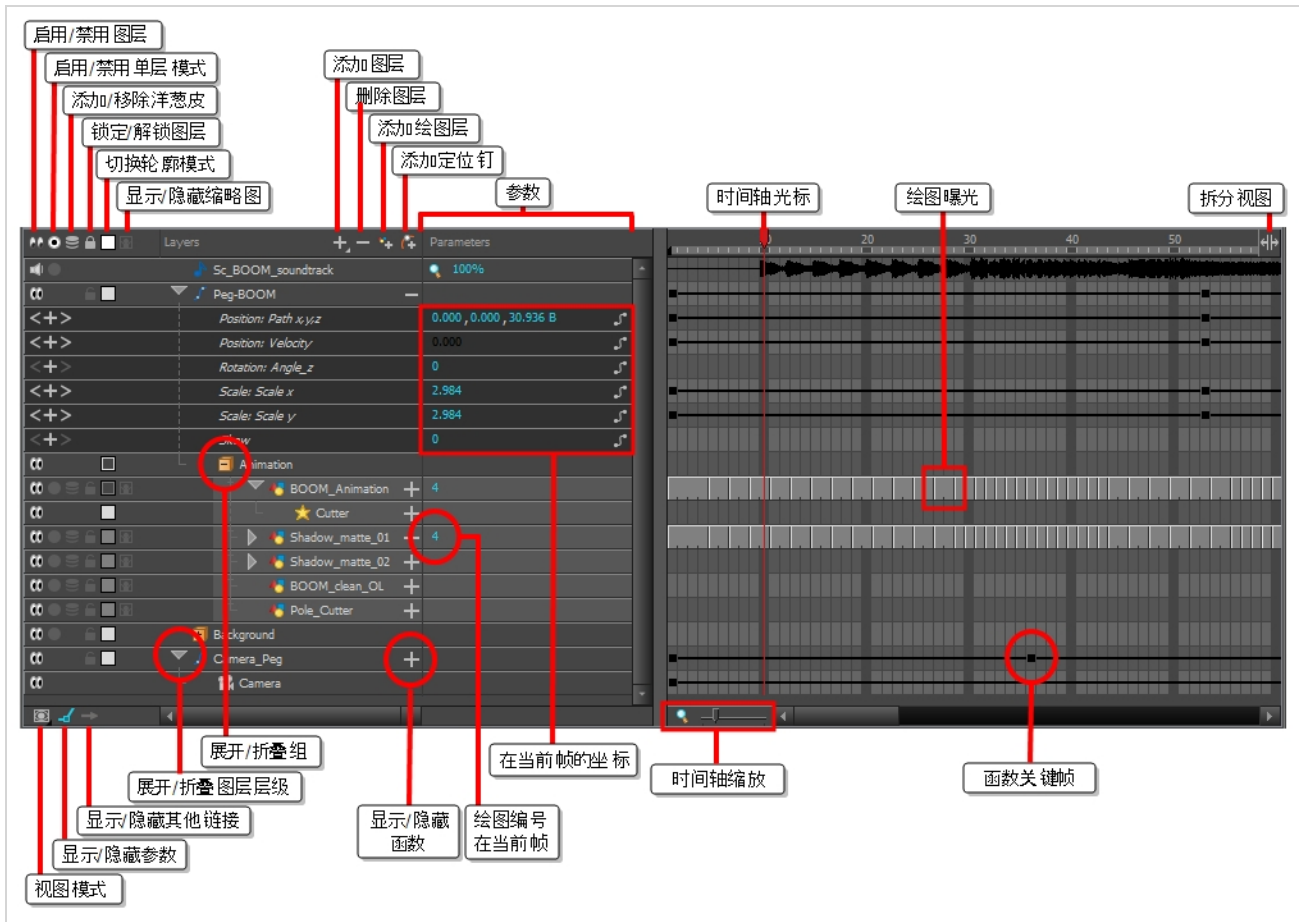 启用/禁用图层
启用/禁用单层模式
添加/移除洋葱皮
锁定/解锁图层
切换轮廓模式
显示/隐藏缩略图
添加图层
删除图层
添加绘图层
添加定位钉
参数
时间轴光标
绘图曝光
拆分视图
Layers
Parameters
10 20 30 40 50
Sc_BOOM_soundtrack 100%
Peg-BOOM
Position: Path x,y,z 0.000 , 0.000 , 30.936 B
Position: Velocity 0.000
Rotation: Angle_z 0
Scale: Scale x 2.984
Scale: Scale y 2.984
Skew 0
Animation
BOOM_Animation 4
Cutter
Shadow_matte_01 4
Shadow_matte_02
BOOM_clean_OL
Pole_Cutter
Background
Camera_Peg
Camera
展开/折叠组
展开/折叠图层层级
显示/隐藏其他链接
显示/隐藏参数
视图模式
显示/隐藏
函数
绘图编号
在当前帧
在当前帧的坐标
时间轴缩放
函数关键帧